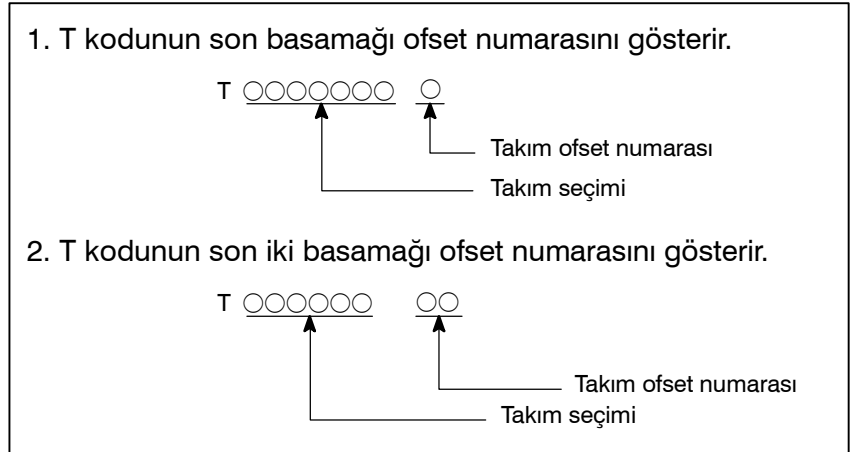 1. T kodunun son basamağı ofset numarasını gösterir.
T ○○○○○○○ ○
Takım ofset numarası
Takım seçimi
2. T kodunun son iki basamağı ofset numarasını gösterir.
T ○○○○○○ ○○
Takım ofset numarası
Takım seçimi